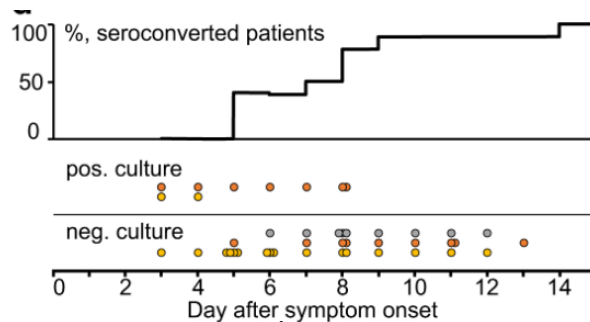 100 %, seroconverted patients
50
0
pos. culture
neg. culture
0 2 4 6 8 10 12 14
Day after symptom onset